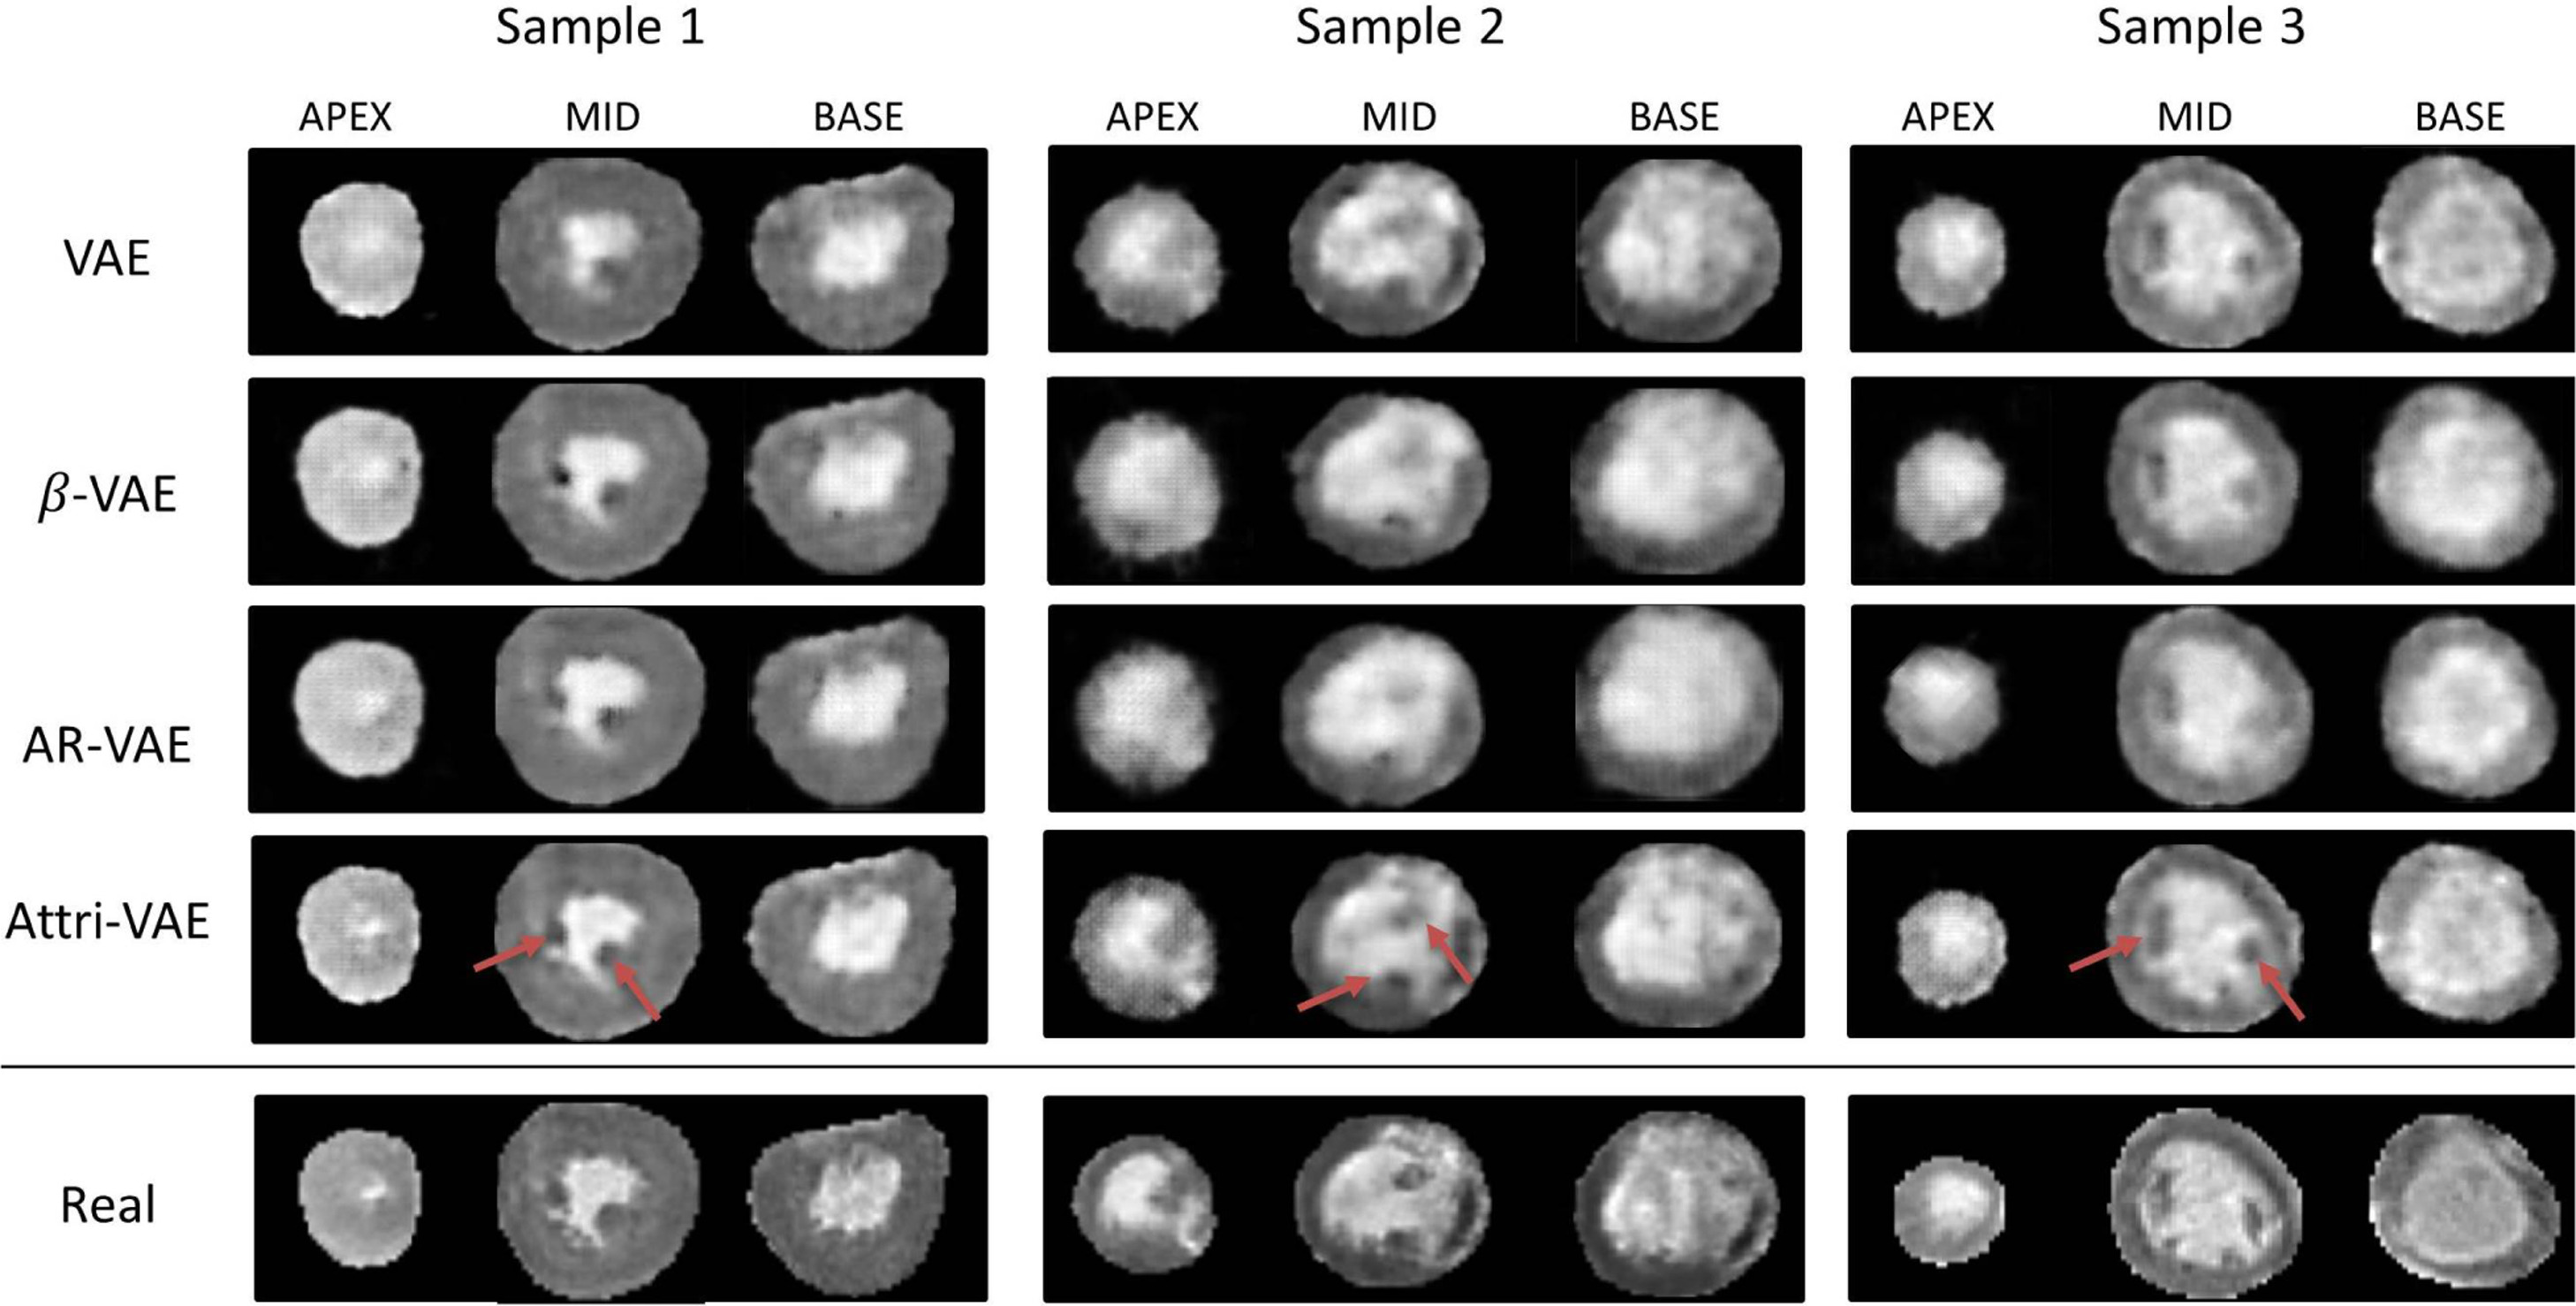 Sample 1 Sample 2 Sample 3
APEX MID BASE APEX MID BASE APEX MID BASE
VAE
β-VAE
AR-VAE
Attri-VAE
Real